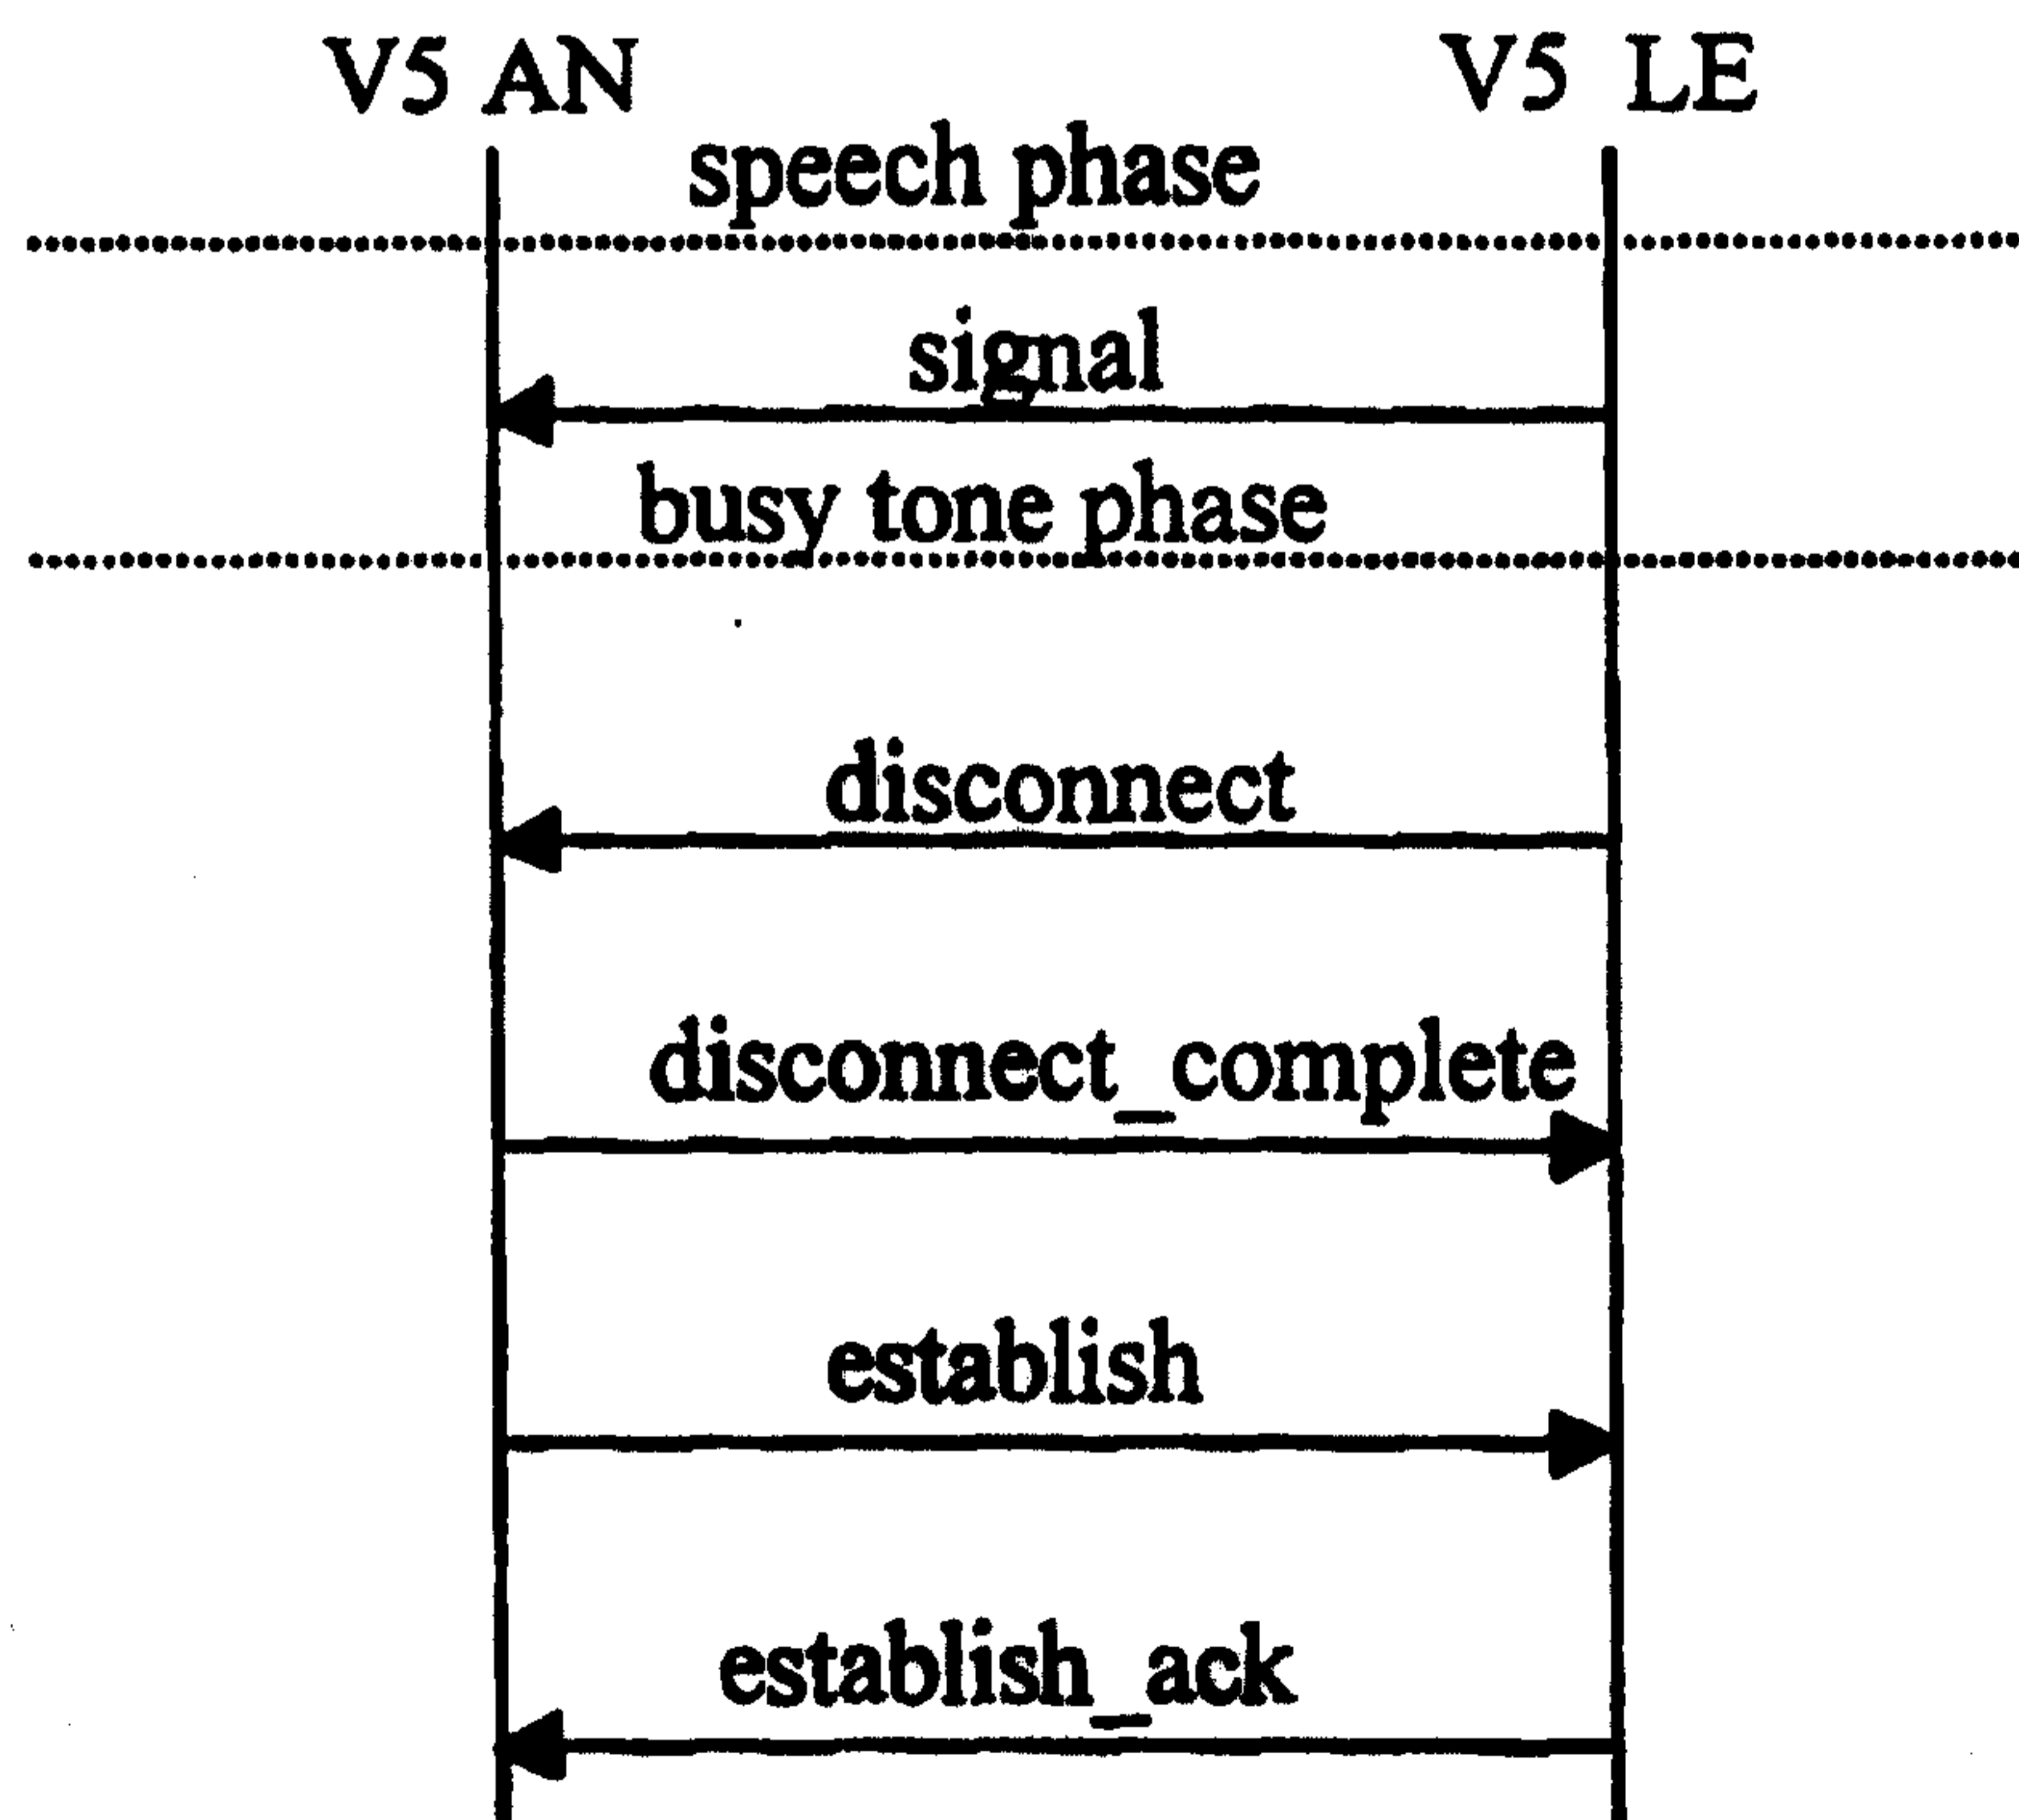 V5 AN V5 LE
speech phase
signal
busy tone phase
disconnect
disconnect_complete
establish
establish_ack